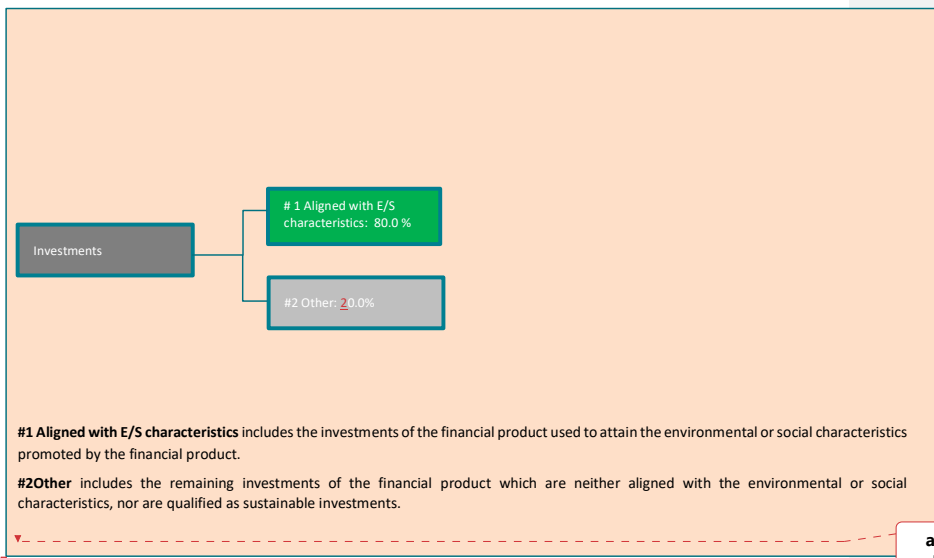 # 1 Aligned with E/S
characteristics:  80.0 %
Investments
#2 Other: 20.0%
#1 Aligned with E/S characteristics includes the investments of the financial product used to attain the environmental or social characteristics
promoted by the financial product.
#2Other includes the remaining investments of the financial product which are neither aligned with the environmental or social
characteristics, nor are qualified as sustainable investments.
a